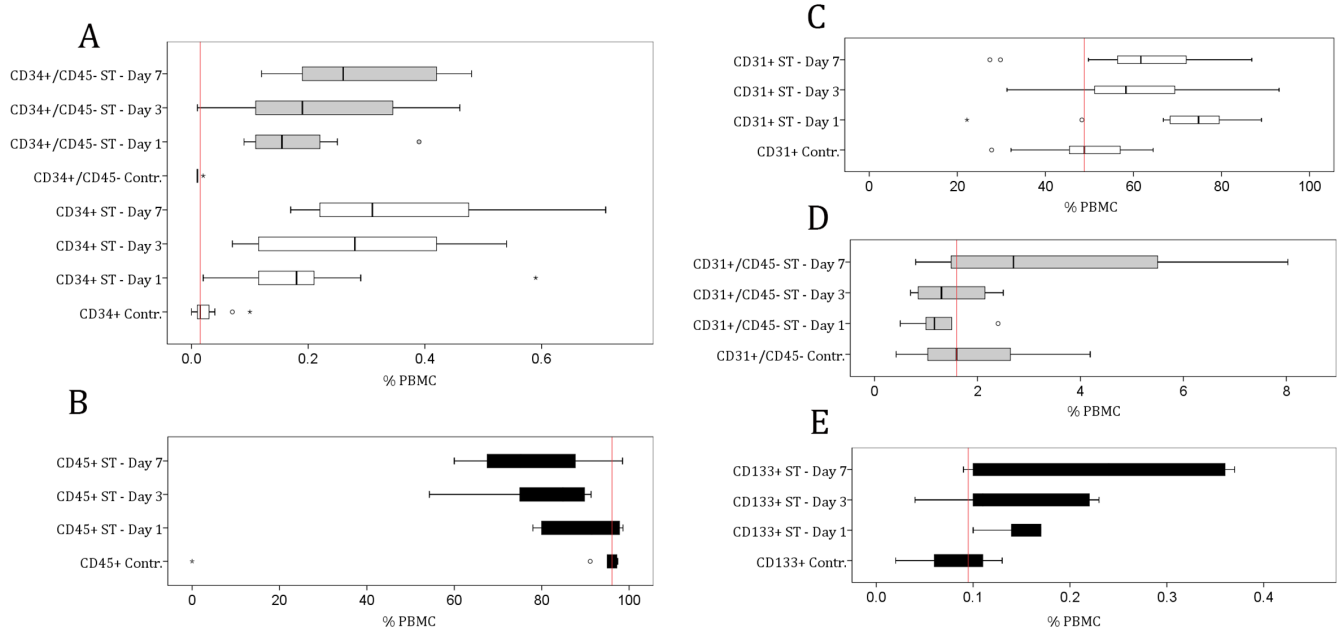 A
CD34+/CD45- ST - Day 7
CD34+/CD45- ST - Day 3
CD34+/CD45- ST - Day 1
CD34+/CD45- Contr.
CD34+ ST - Day 7
CD34+ ST - Day 3
CD34+ ST - Day 1
CD34+ Contr.
0.0 0.2 0.4 0.6
% PBMC
B
CD45+ ST - Day 7
CD45+ ST - Day 3
CD45+ ST - Day 1
CD45+ Contr.
0 20 40 60 80 100
% PBMC
C
CD31+ ST - Day 7
CD31+ ST - Day 3
CD31+ ST - Day 1
CD31+ Contr.
0 20 40 60 80 100
% PBMC
D
CD31+/CD45- ST - Day 7
CD31+/CD45- ST - Day 3
CD31+/CD45- ST - Day 1
CD31+/CD45- Contr.
0 2 4 6 8
% PBMC
E
CD133+ ST - Day 7
CD133+ ST - Day 3
CD133+ ST - Day 1
CD133+ Contr.
0.0 0.1 0.2 0.3 0.4
% PBMC